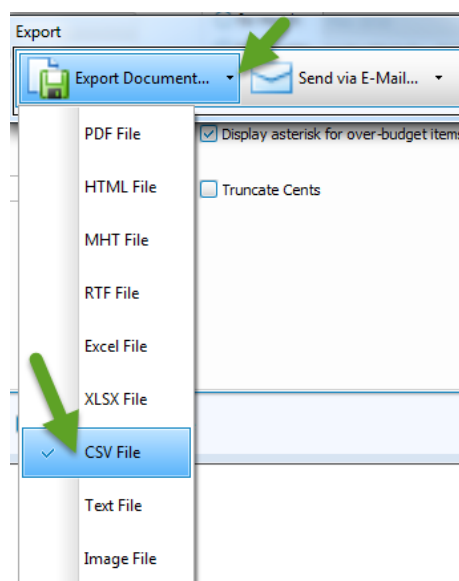 Export
Export Document... Send via E-Mail...
PDF File
Display asterisk for over-budget items
HTML File
Truncate Cents
MHT File
RTF File
Excel File
XLSX File
CSV File
Text File
Image File